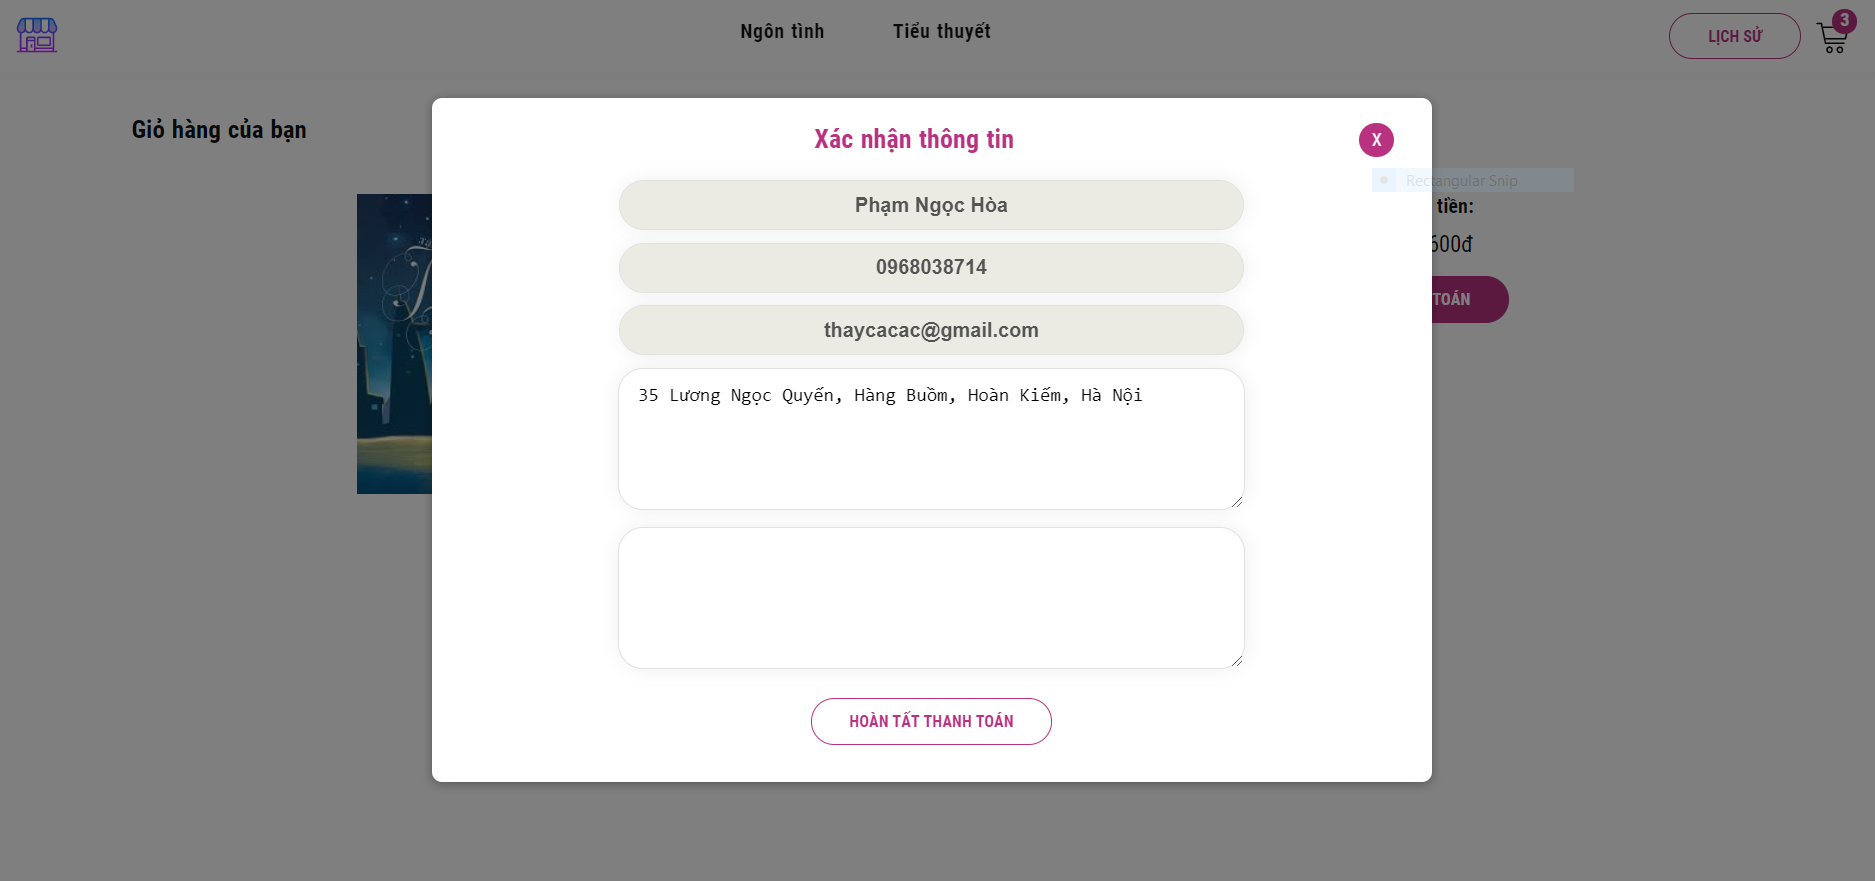 Ngôn tình
Tiểu thuyết
LỊCH SỬ
3
Giỏ hàng của bạn
Xác nhận thông tin
X
Rectangular Snip
Phạm Ngọc Hòa
tiền:
0968038714
600đ
TOÁN
thaycacac@gmail.com
35 Lương Ngọc Quyến, Hàng Buồm, Hoàn Kiếm, Hà Nội
HOÀN TẤT THANH TOÁN